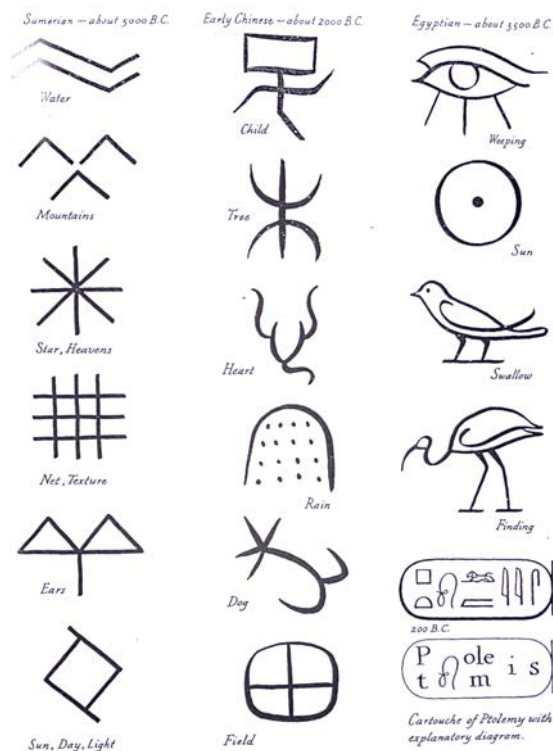 Sumerian — about 5000 B.C.
Water
Mountains
Star, Heavens
Net, Texture
Ears
Sun, Day, Light
Early Chinese — about 2000 B.C.
Child
Tree
Heart
Rain
Dog
Field
Egyptian — about 3500 B.C.
Weeping
Sun
Swallow
Finding
200 B.C.
P ole
t m i s
Cartouche of Ptolemy with
explanatory diagram.